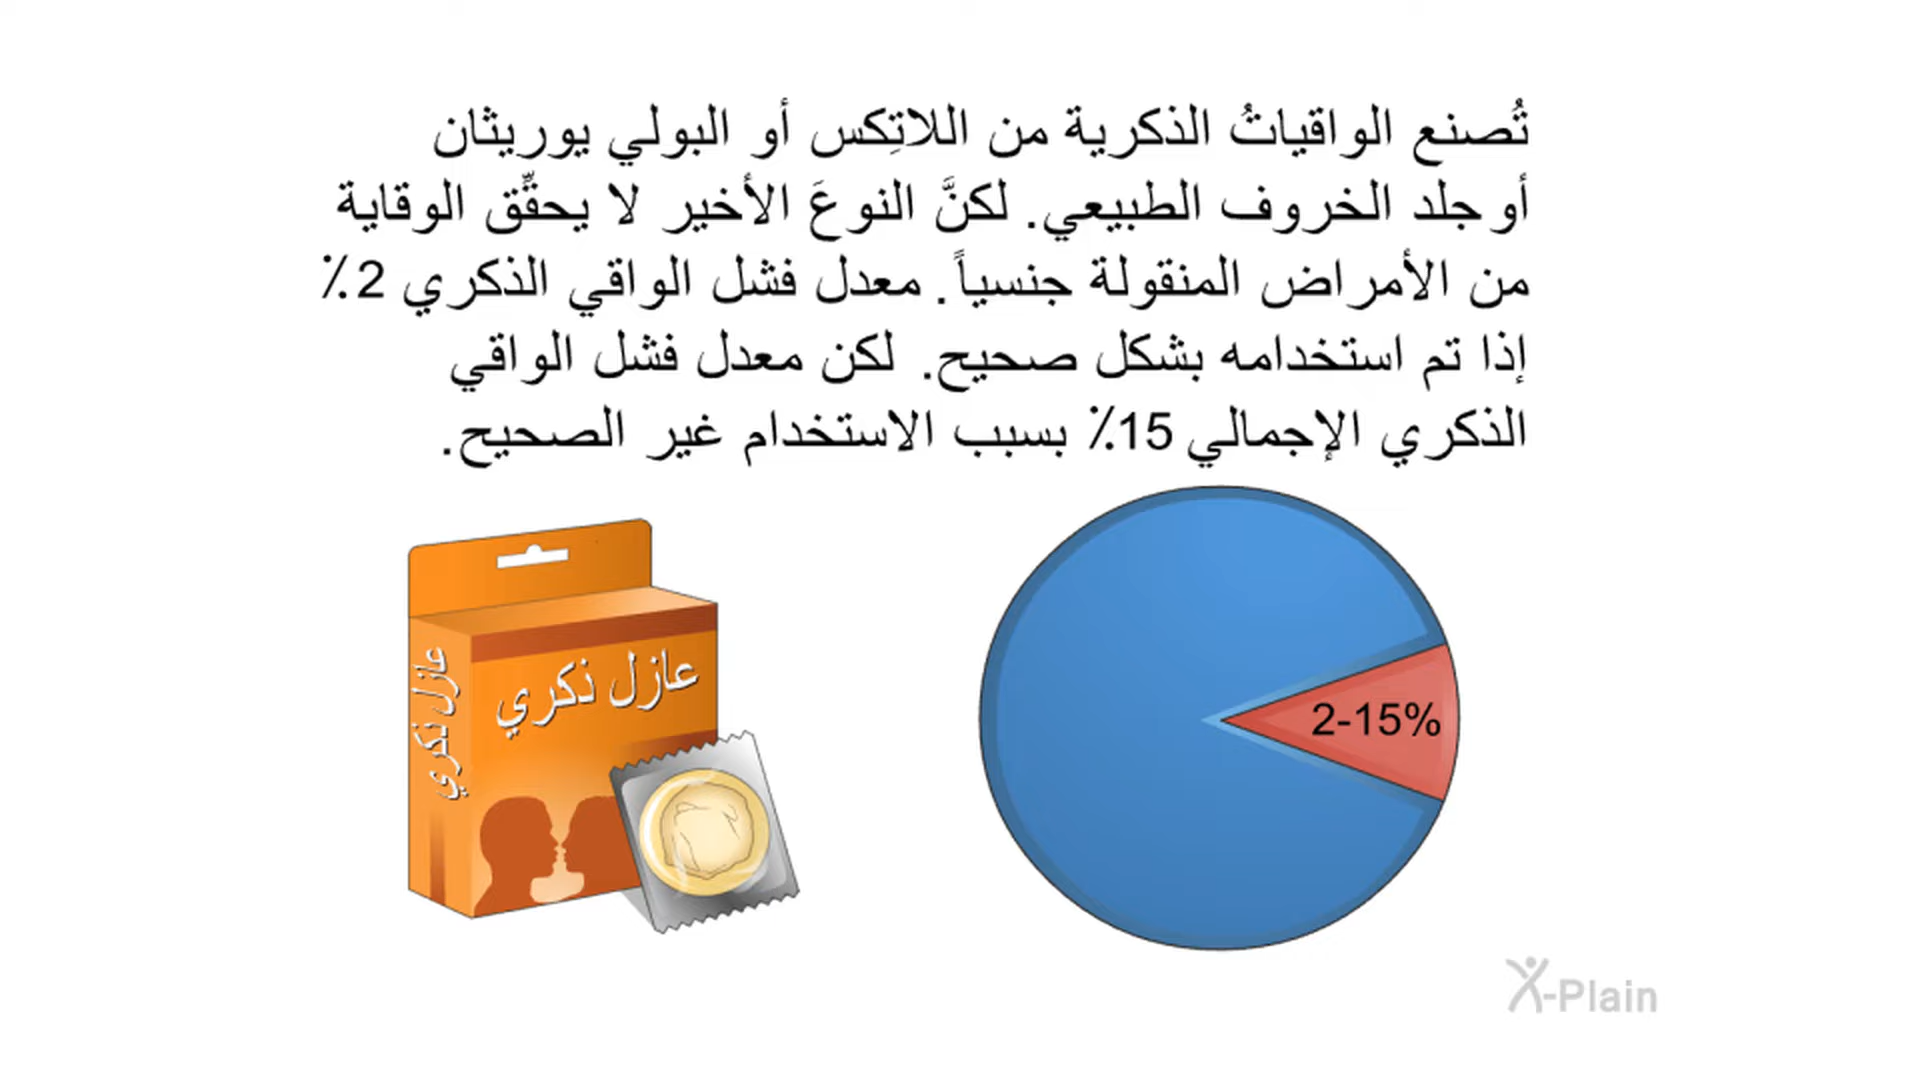 تُصنع الواقياتُ الذكرية من اللاتِكس أو البولي يوريثان
أو جلد الخروف الطبيعي. لكنَّ النوعَ الأخير لا يحقِّق الوقاية
من الأمراض المنقولة جنسياً. معدل فشل الواقي الذكري 2٪
إذا تم استخدامه بشكل صحيح. لكن معدل فشل الواقي
الذكري الإجمالي 15٪ بسبب الاستخدام غير الصحيح.
عازل ذكري
عازل ذكري
2-15%
X-Plain